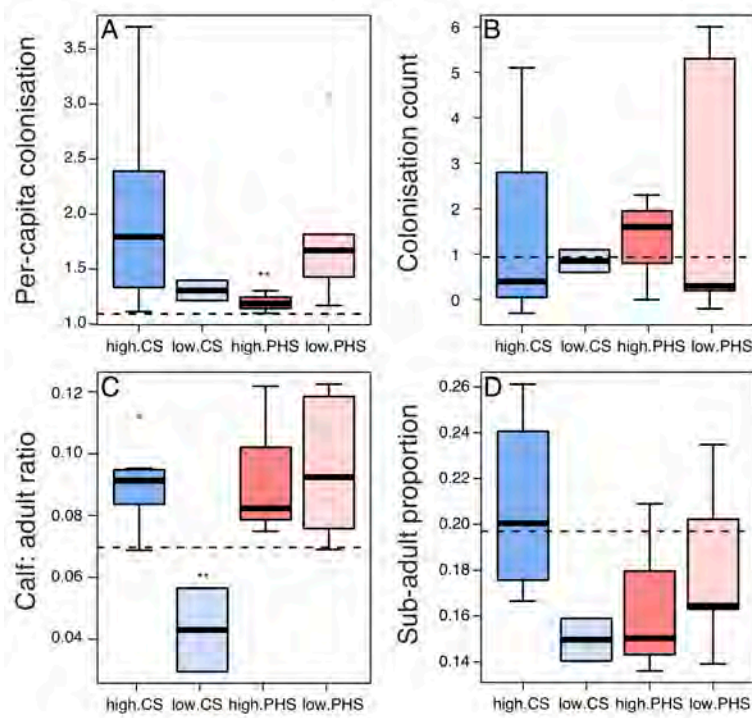 A
Per-capita colonisation
3.5
3.0
2.5
2.0
1.5
1.0
**
high.CS low.CS high.PHS low.PHS
B
Colonisation count
6
5
4
3
2
1
0
high.CS low.CS high.PHS low.PHS
C
Calf: adult ratio
0.12
0.10
0.08
0.06
0.04
**
high.CS low.CS high.PHS low.PHS
D
Sub-adult proportion
0.26
0.24
0.22
0.20
0.18
0.16
0.14
high.CS low.CS high.PHS low.PHS